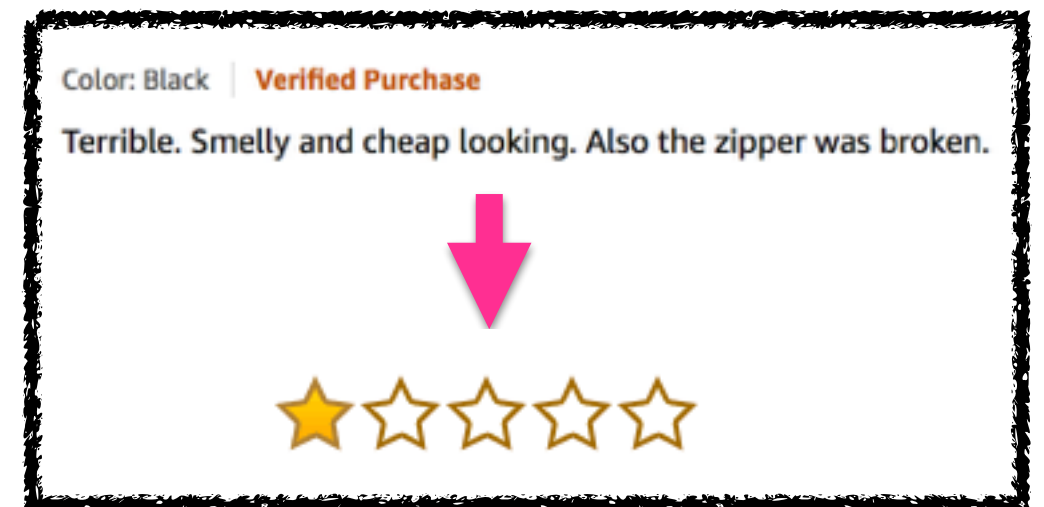 Color: Black Verified Purchase
Terrible. Smelly and cheap looking. Also the zipper was broken.